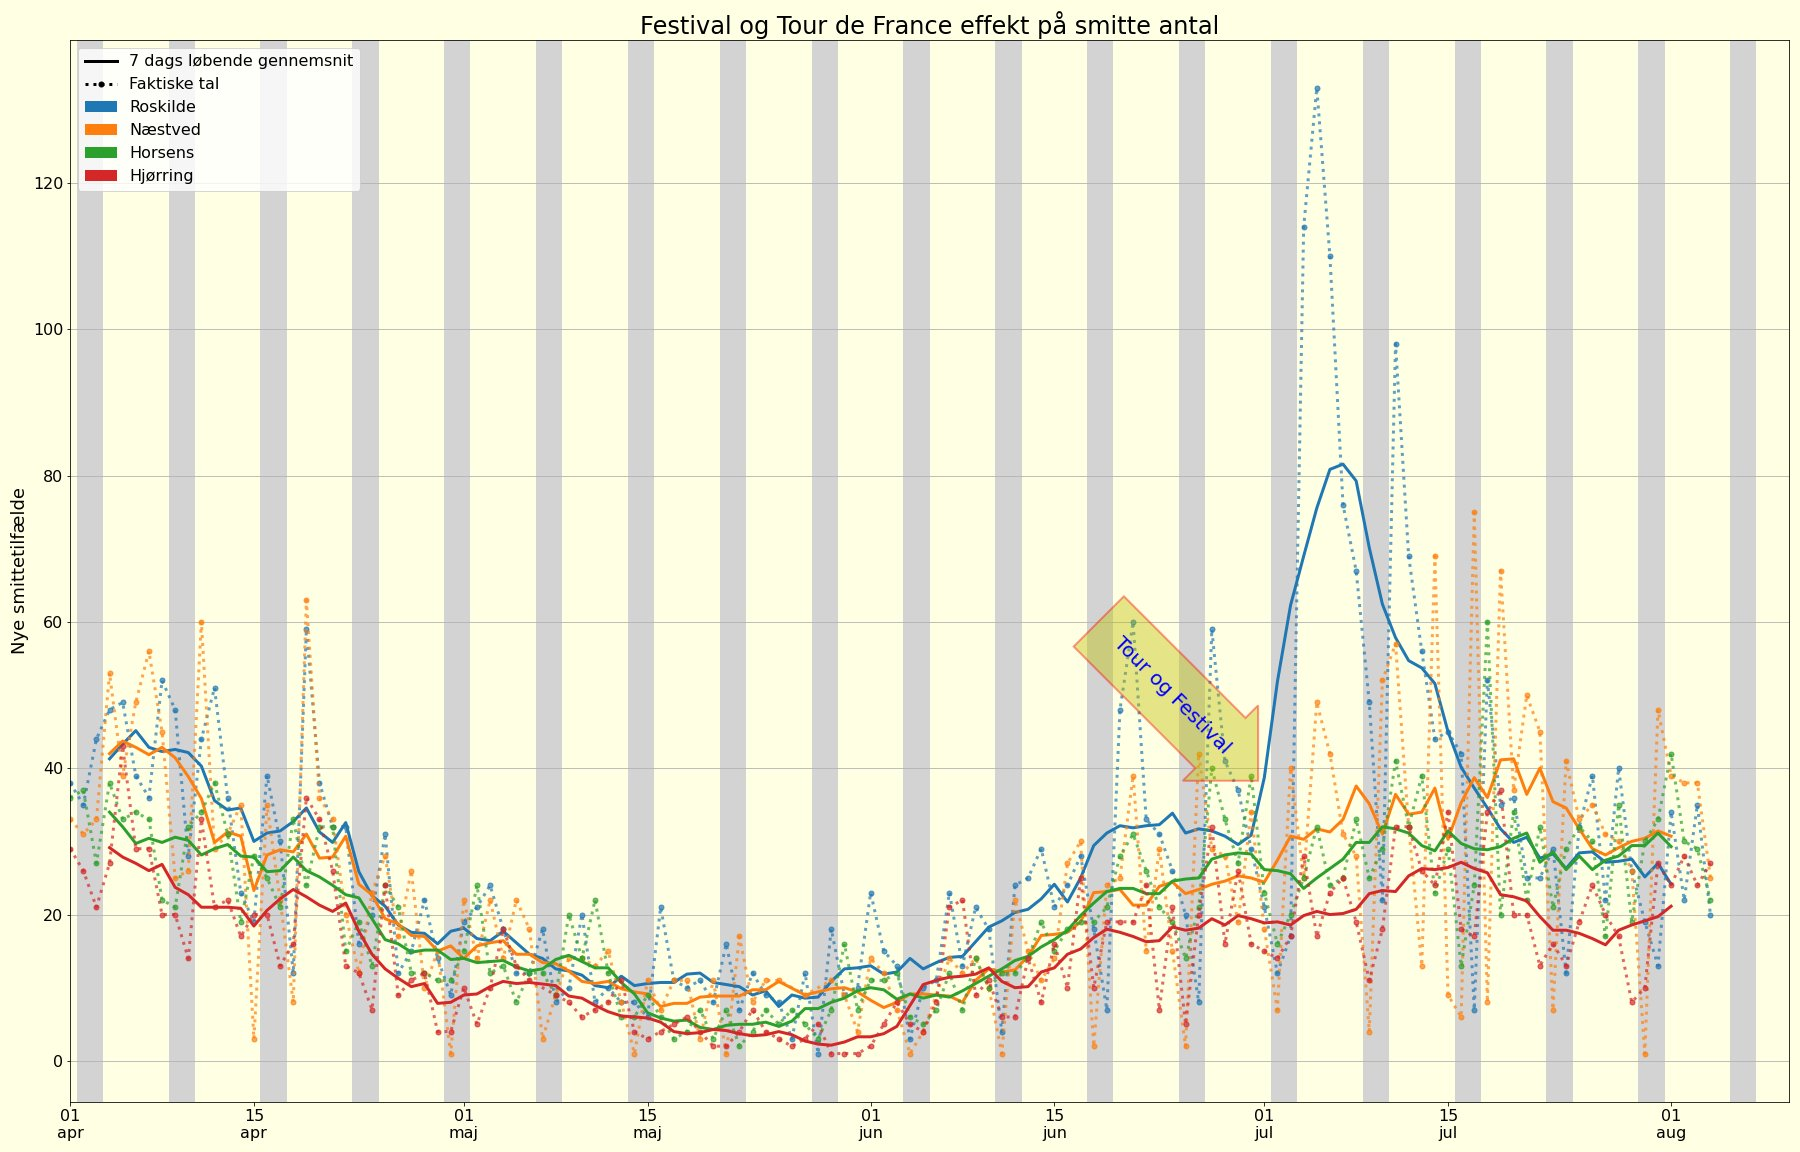 Festival og Tour de France effekt på smitte antal
7 dags løbende gennemsnit
Faktiske tal
Roskilde
Næstved
Horsens
Hjørring
Nye smittetilfælde
120
100
80
60
40
20
0
Tour og Festival
01 15 01 15 01 15 01 15 01
apr apr maj maj jun jun jul jul aug